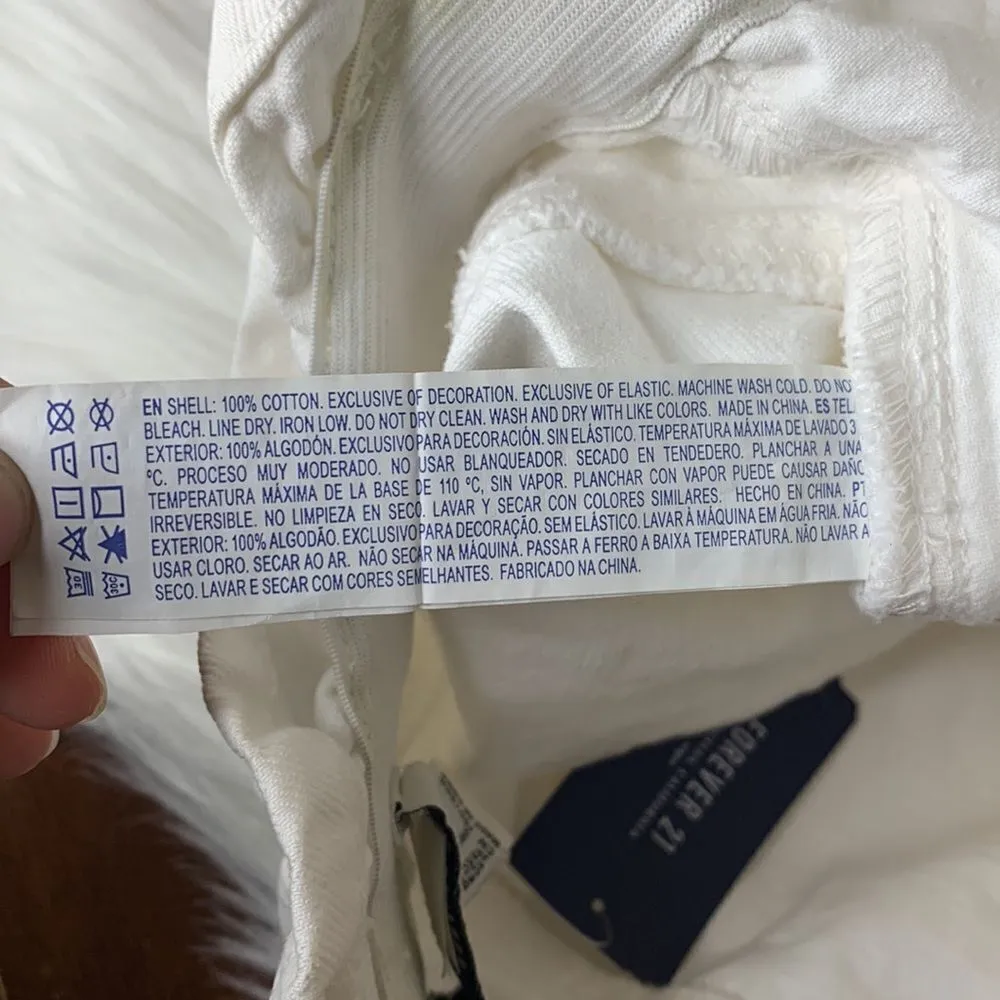 EN SHELL: 100% COTTON. EXCLUSIVE OF DECORATION. EXCLUSIVE OF ELASTIC. MACHINE WASH COLD. DO NOT
BLEACH. LINE DRY. IRON LOW. DO NOT DRY CLEAN. WASH AND DRY WITH LIKE COLORS. MADE IN CHINA. ES TEL
EXTERIOR: 100% ALGODÓN. EXCLUSIVO PARA DECORACIÓN. SIN ELÁSTICO. TEMPERATURA MÁXIMA DE LAVADO 3
ºC. PROCESO MUY MODERADO. NO USAR BLANQUEADOR. SECADO EN TENDEDERO. PLANCHAR A UNA
TEMPERATURA MÁXIMA DE LA BASE DE 110 ºC, SIN VAPOR. PLANCHAR CON VAPOR PUEDE CAUSAR DAÑO
IRREVERSIBLE. NO LIMPIEZA EN SECO. LAVAR Y SECAR CON COLORES SIMILARES. HECHO EN CHINA. PT
EXTERIOR: 100% ALGODÃO. EXCLUSIVO PARA DECORAÇÃO. SEM ELÁSTICO. LAVAR À MÁQUINA EM ÁGUA FRIA. NÃO
USAR CLORO. SECAR AO AR. NÃO SECAR NA MÁQUINA. PASSAR A FERRO A BAIXA TEMPERATURA. NÃO LAVAR A
SECO. LAVAR E SECAR COM CORES SEMELHANTES. FABRICADO NA CHINA.
30
30C
FOREVER 21
CALIFORNIA